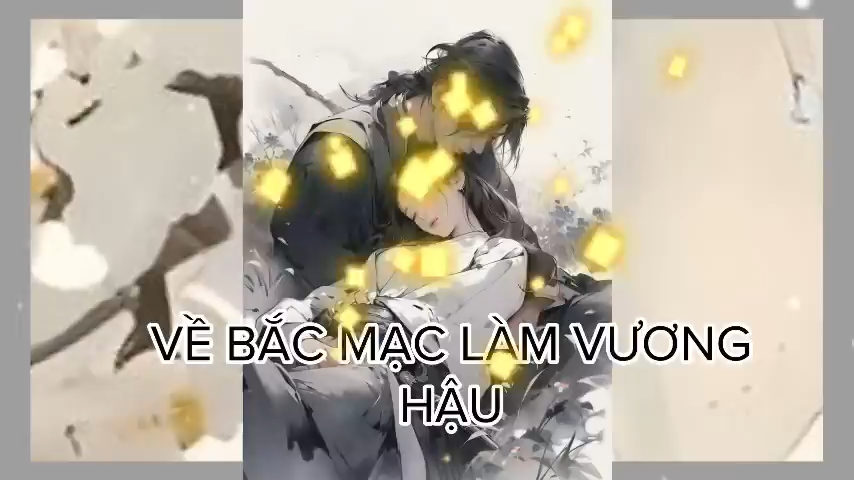 VỀ BẮC MẠC LÀM VƯƠNG
HẬU